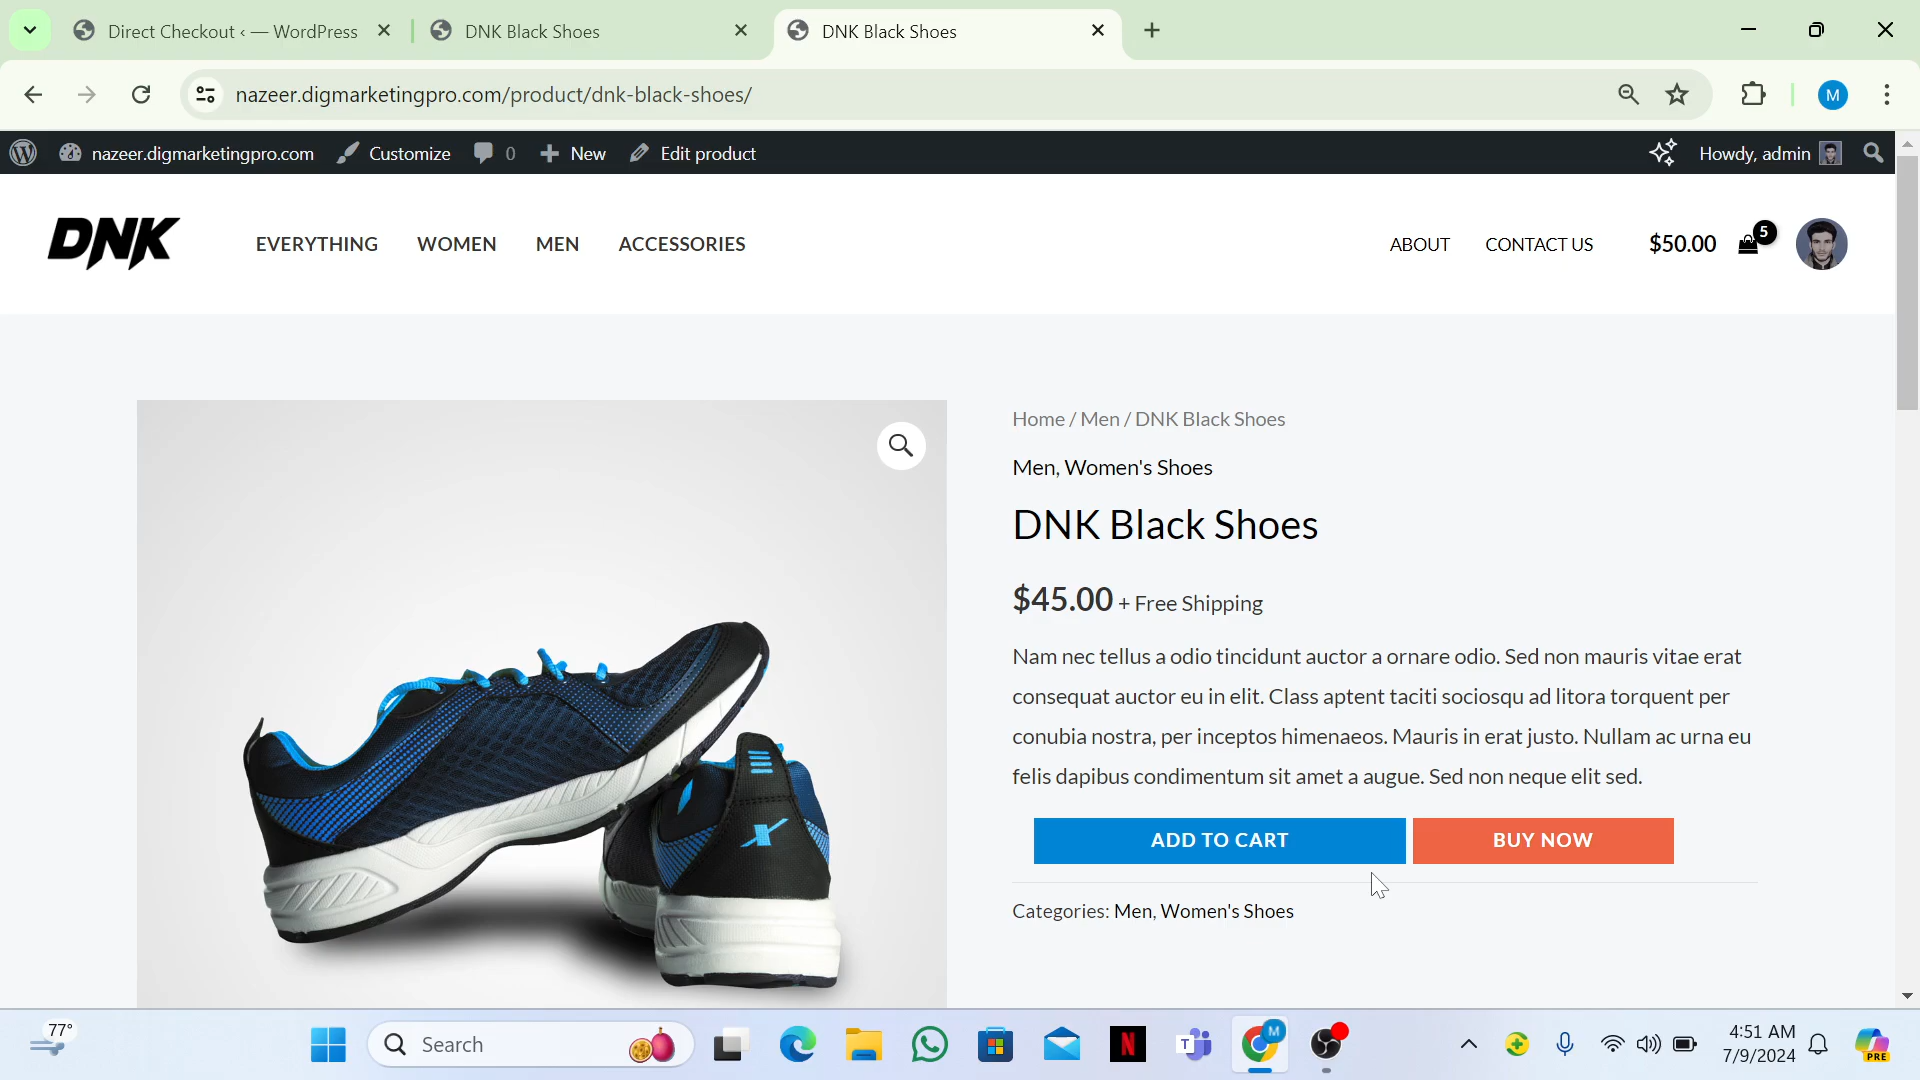 Direct Checkout ‹ — WordPress
DNK Black Shoes
DNK Black Shoes
nazeer.digmarketingpro.com/product/dnk-black-shoes/
M
nazeer.digmarketingpro.com
Customize
0
New
Edit product
Howdy, admin
DNK
EVERYTHING
WOMEN
MEN
ACCESSORIES
ABOUT
CONTACT US
$50.00
5
Home / Men / DNK Black Shoes
Men, Women's Shoes
DNK Black Shoes
$45.00 + Free Shipping
Nam nec tellus a odio tincidunt auctor a ornare odio. Sed non mauris vitae erat
consequat auctor eu in elit. Class aptent taciti sociosqu ad litora torquent per
conubia nostra, per inceptos himenaeos. Mauris in erat justo. Nullam ac urna eu
felis dapibus condimentum sit amet a augue. Sed non neque elit sed.
ADD TO CART
BUY NOW
Categories: Men, Women's Shoes
77°
Search
N
T
M
4:51 AM
7/9/2024
PRE